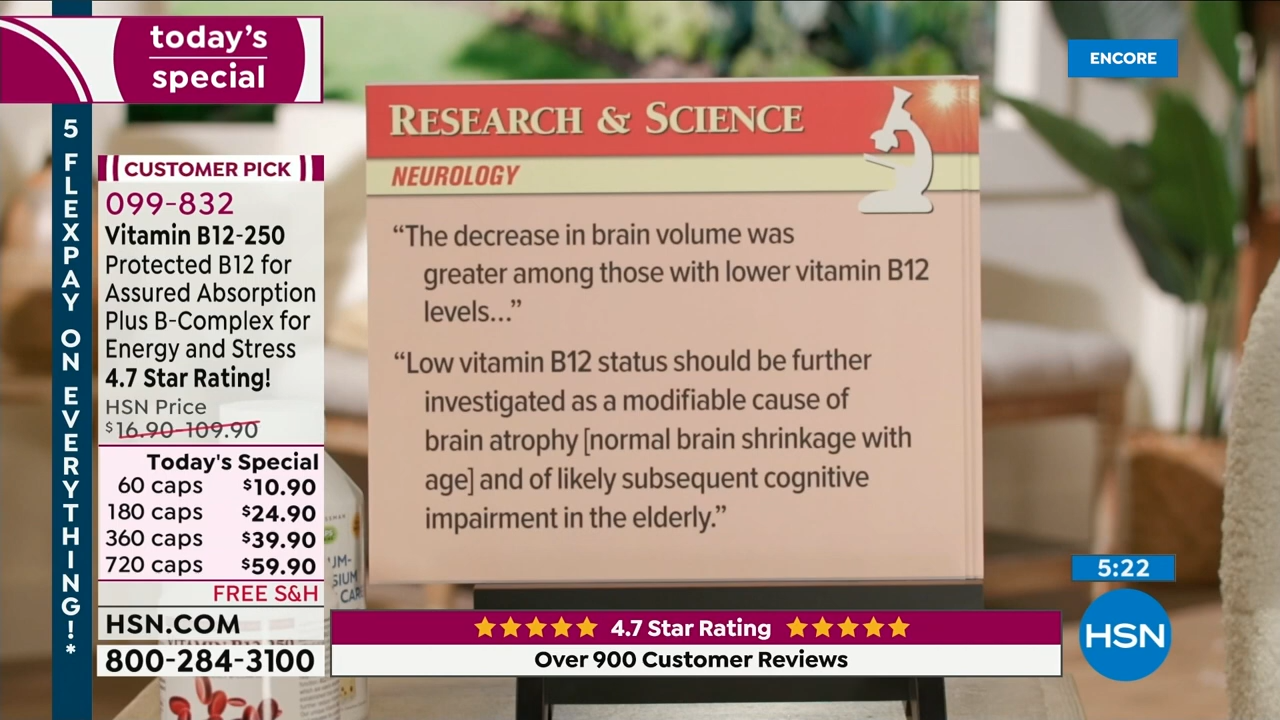 today's
special
ENCORE
5 FLEXPAY ON EVERYTHING!*
CUSTOMER PICK
099-832
Vitamin B12-250
Protected B12 for
Assured Absorption
Plus B-Complex for
Energy and Stress
4.7 Star Rating!
HSN Price
$16.90-109.90
Today's Special
60 caps $10.90
180 caps $24.90
360 caps $39.90
720 caps $59.90
FREE S&H
HSN.COM
800-284-3100
RESEARCH & SCIENCE
NEUROLOGY
“The decrease in brain volume was
greater among those with lower vitamin B12
levels...”
“Low vitamin B12 status should be further
investigated as a modifiable cause of
brain atrophy [normal brain shrinkage with
age] and of likely subsequent cognitive
impairment in the elderly.”
4.7 Star Rating
Over 900 Customer Reviews
5:22
HSN